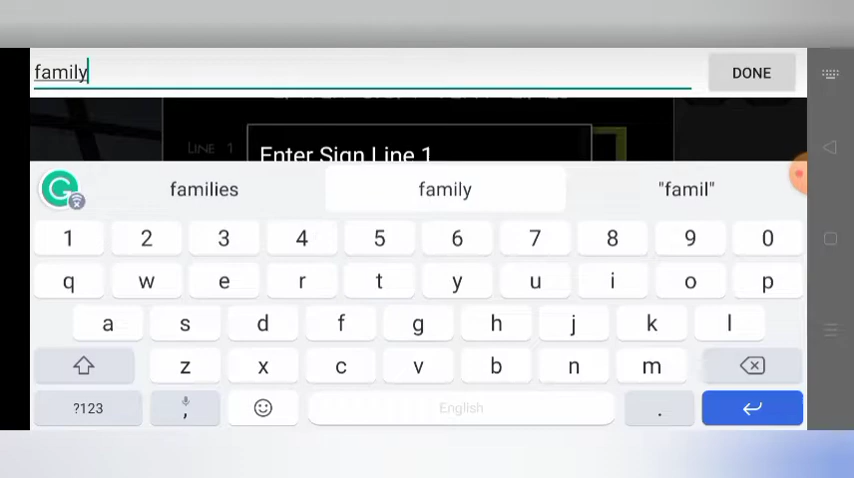 family
DONE
LINE 1
Enter Sign Line 1
families family "famil"
1 2 3 4 5 6 7 8 9 0
q w e r t y u i o p
a s d f g h j k l
z x c v b n m
?123 , English .